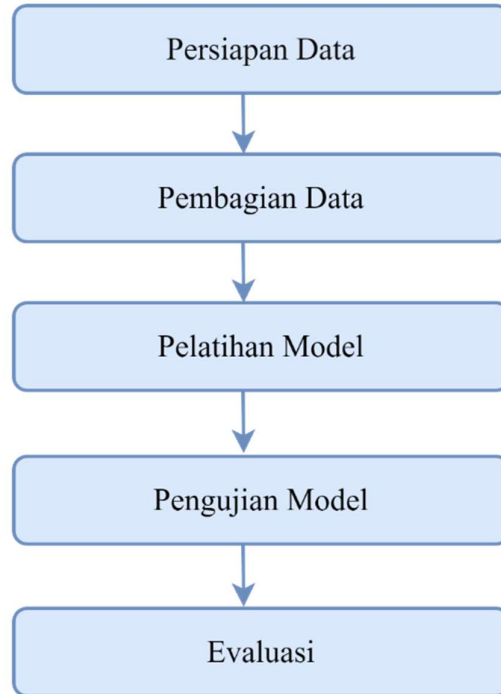 Persiapan Data
Pembagian Data
Pelatihan Model
Pengujian Model
Evaluasi